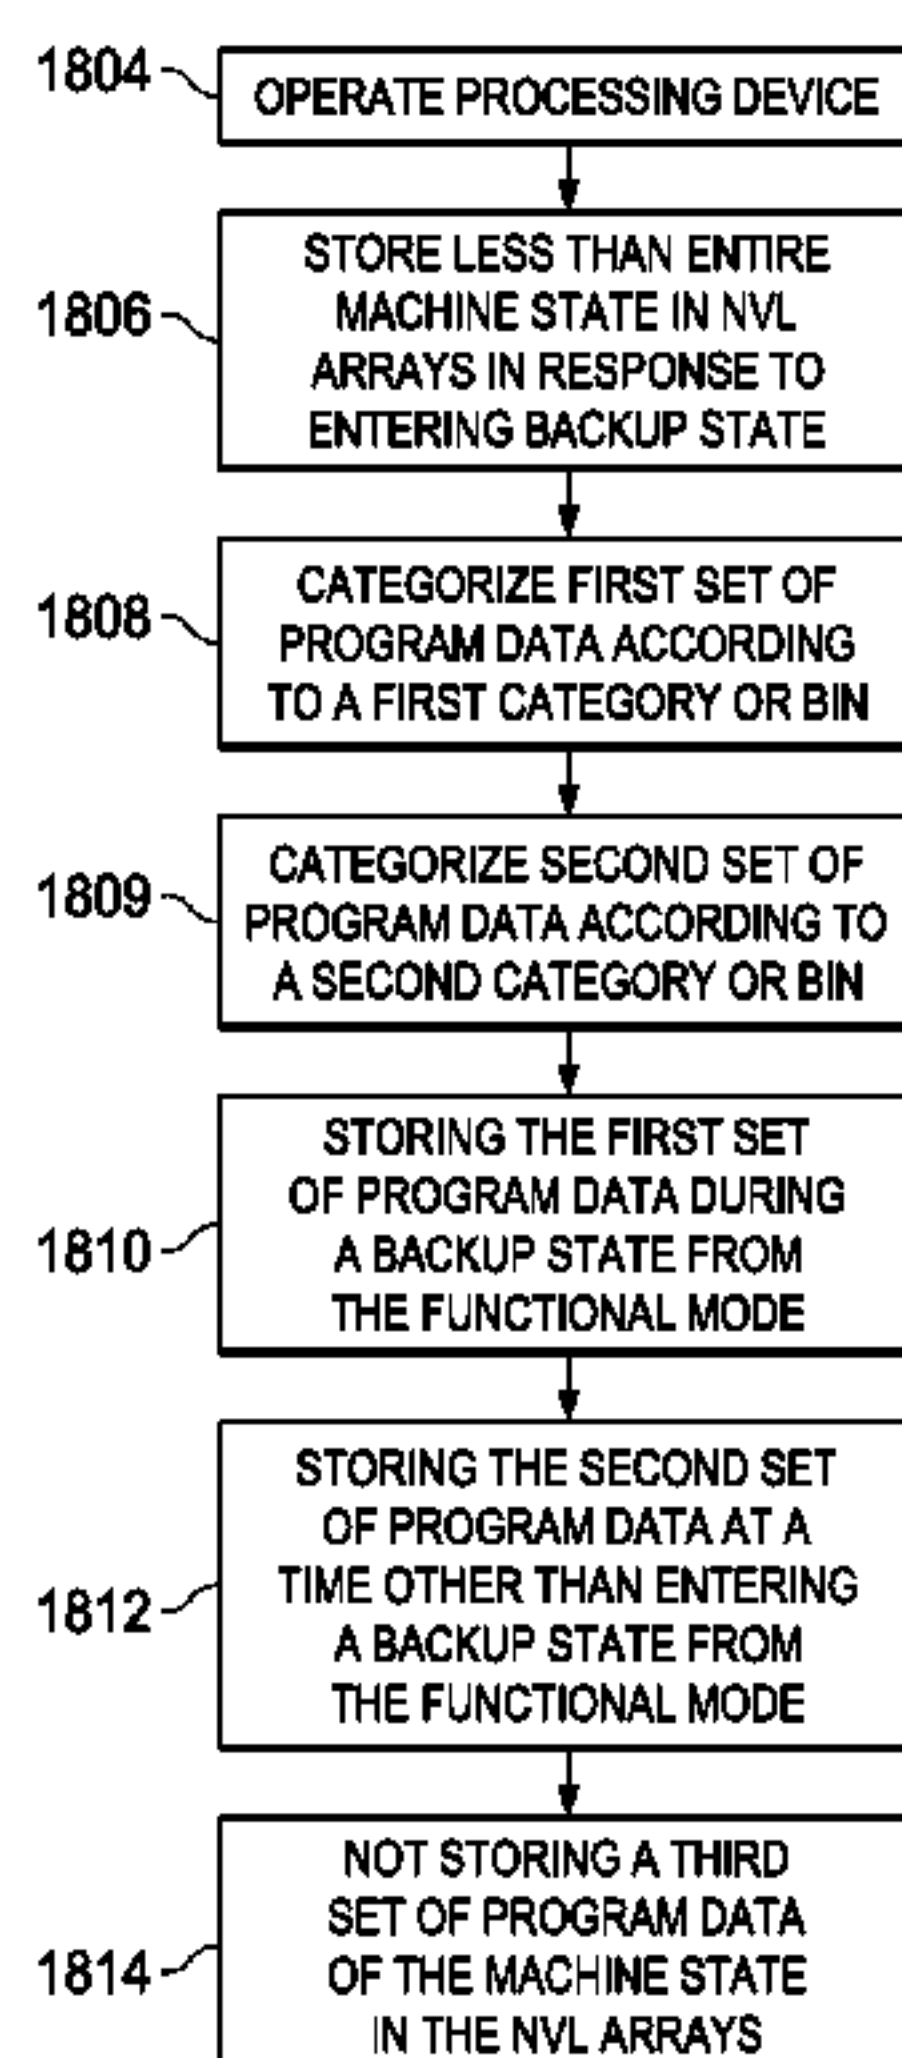 1804
OPERATE PROCESSING DEVICE
1806
STORE LESS THAN ENTIRE
MACHINE STATE IN NVL
ARRAYS IN RESPONSE TO
ENTERING BACKUP STATE
1808
CATEGORIZE FIRST SET OF
PROGRAM DATA ACCORDING
TO A FIRST CATEGORY OR BIN
1809
CATEGORIZE SECOND SET OF
PROGRAM DATA ACCORDING TO
A SECOND CATEGORY OR BIN
1810
STORING THE FIRST SET
OF PROGRAM DATA DURING
A BACKUP STATE FROM
THE FUNCTIONAL MODE
1812
STORING THE SECOND SET
OF PROGRAM DATA AT A
TIME OTHER THAN ENTERING
A BACKUP STATE FROM
THE FUNCTIONAL MODE
1814
NOT STORING A THIRD
SET OF PROGRAM DATA
OF THE MACHINE STATE
IN THE NVL ARRAYS